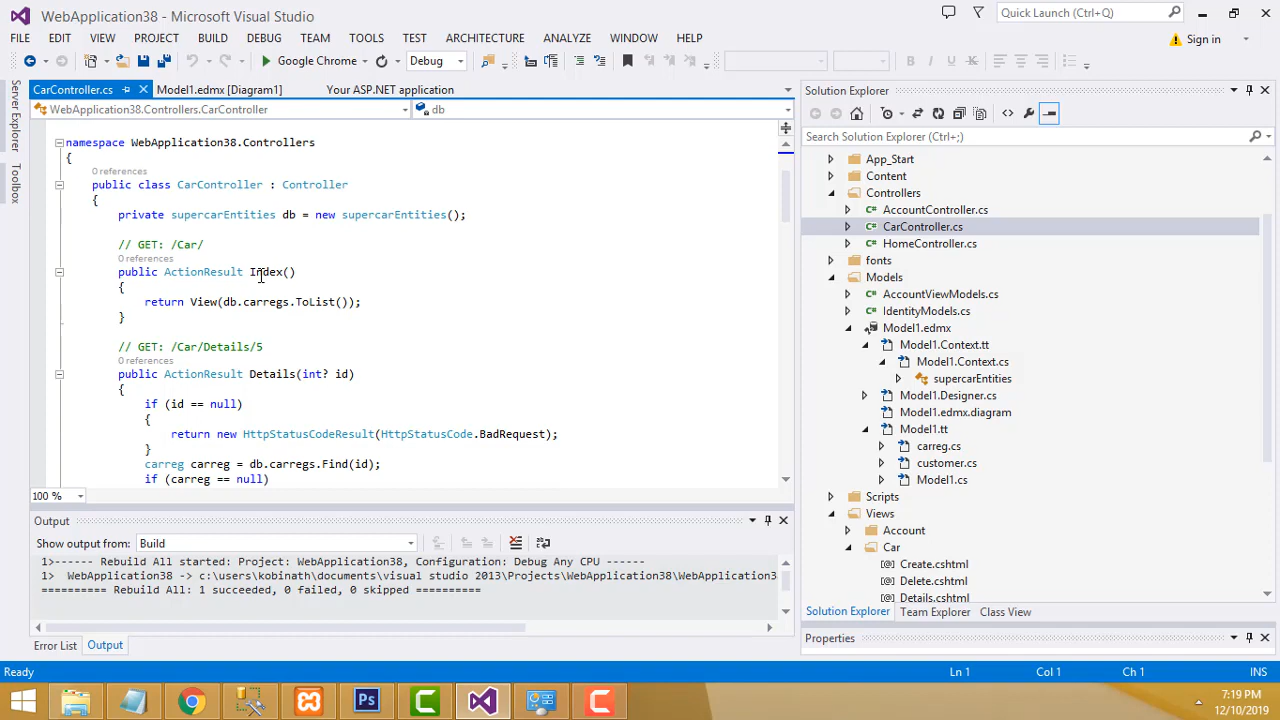 WebApplication38 - Microsoft Visual Studio
Quick Launch (Ctrl+Q)
FILE EDIT VIEW PROJECT BUILD DEBUG TEAM TOOLS TEST ARCHITECTURE ANALYZE WINDOW HELP
Sign in
Google Chrome Debug
Server Explorer
Toolbox
CarController.cs Model1.edmx [Diagram1] Your ASP.NET application
WebApplication38.Controllers.CarController db
namespace WebApplication38.Controllers
{
0 references
public class CarController : Controller
{
private supercarEntities db = new supercarEntities();
// GET: /Car/
0 references
public ActionResult Index()
{
return View(db.carregs.ToList());
}
// GET: /Car/Details/5
0 references
public ActionResult Details(int? id)
{
if (id == null)
{
return new HttpStatusCodeResult(HttpStatusCode.BadRequest);
}
carreg carreg = db.carregs.Find(id);
if (carreg == null)
100 %
Output
Show output from: Build
1>------ Rebuild All started: Project: WebApplication38, Configuration: Debug Any CPU ------
1> WebApplication38 -> c:\users\kobinath\documents\visual studio 2013\Projects\WebApplication38\WebApplication3
========== Rebuild All: 1 succeeded, 0 failed, 0 skipped ==========
Error List Output
Solution Explorer
Search Solution Explorer (Ctrl+;)
App_Start
Content
Controllers
C# AccountController.cs
C# CarController.cs
C# HomeController.cs
fonts
Models
C# AccountViewModels.cs
C# IdentityModels.cs
Model1.edmx
Model1.Context.tt
Model1.Context.cs
supercarEntities
Model1.Designer.cs
Model1.edmx.diagram
Model1.tt
carreg.cs
customer.cs
Model1.cs
Scripts
Views
Account
Car
Create.cshtml
Delete.cshtml
Details.cshtml
Solution Explorer Team Explorer Class View
Properties
Ready Ln 1 Col 1 Ch 1 INS
Ps
7:19 PM
12/10/2019